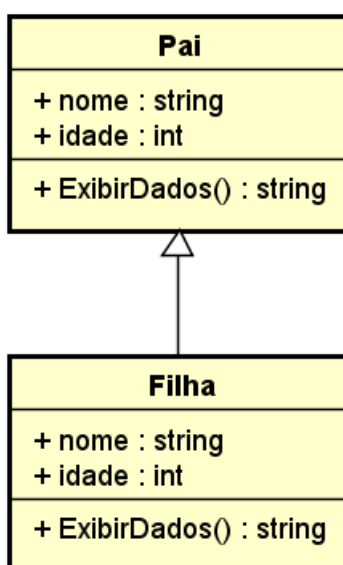 Pai
+ nome : string
+ idade : int
+ ExibirDados() : string
Filha
+ nome : string
+ idade : int
+ ExibirDados() : string